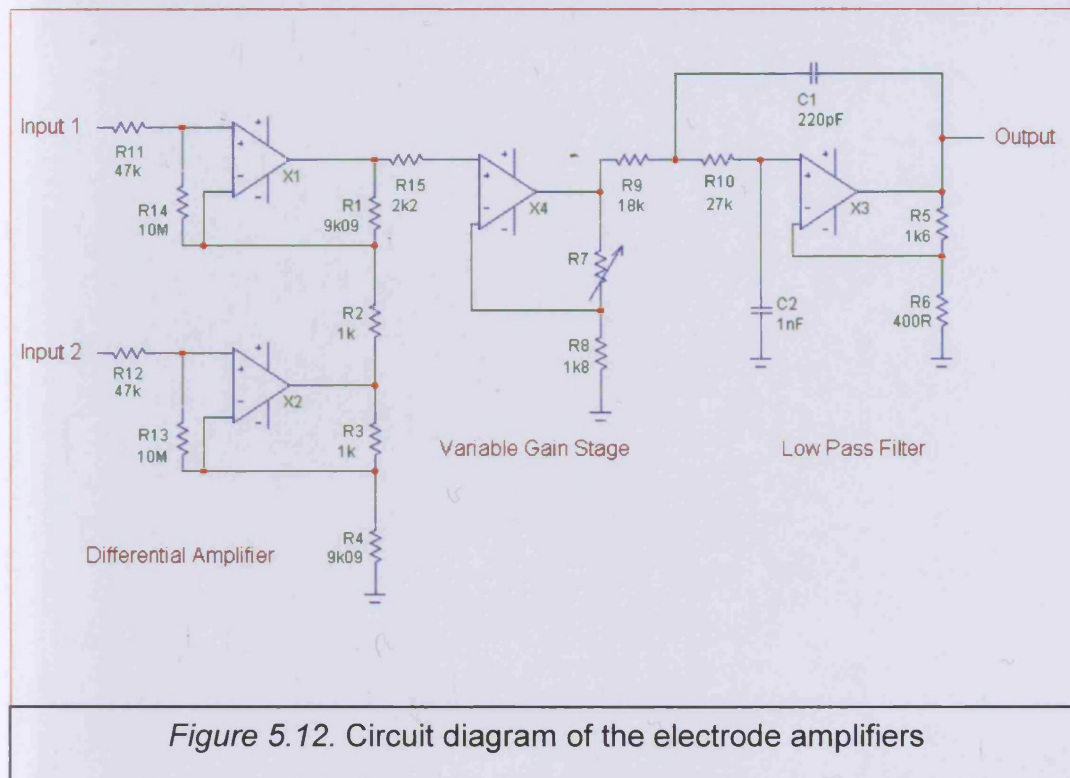 Input 1
R11
47k
R14
10M
+
+
-
-
X1
R1
9k09
R15
2k2
+
+
-
-
X4
R7
R8
1k8
R9
18k
R10
27k
C1
220pF
C2
1nF
+
+
-
-
X3
Output
R5
1k6
R6
400R
Input 2
R12
47k
R13
10M
+
+
-
-
X2
R2
1k
R3
1k
R4
9k09
Differential Amplifier
Variable Gain Stage
Low Pass Filter
Figure 5.12. Circuit diagram of the electrode amplifiers